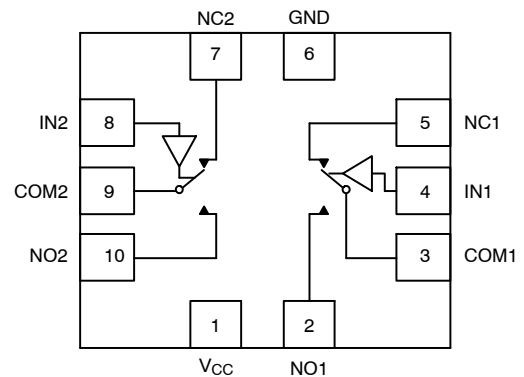 NC2 GND
7 6
IN2 8 5 NC1
COM2 9 4 IN1
NO2 10 3 COM1
1 2
VCC NO1